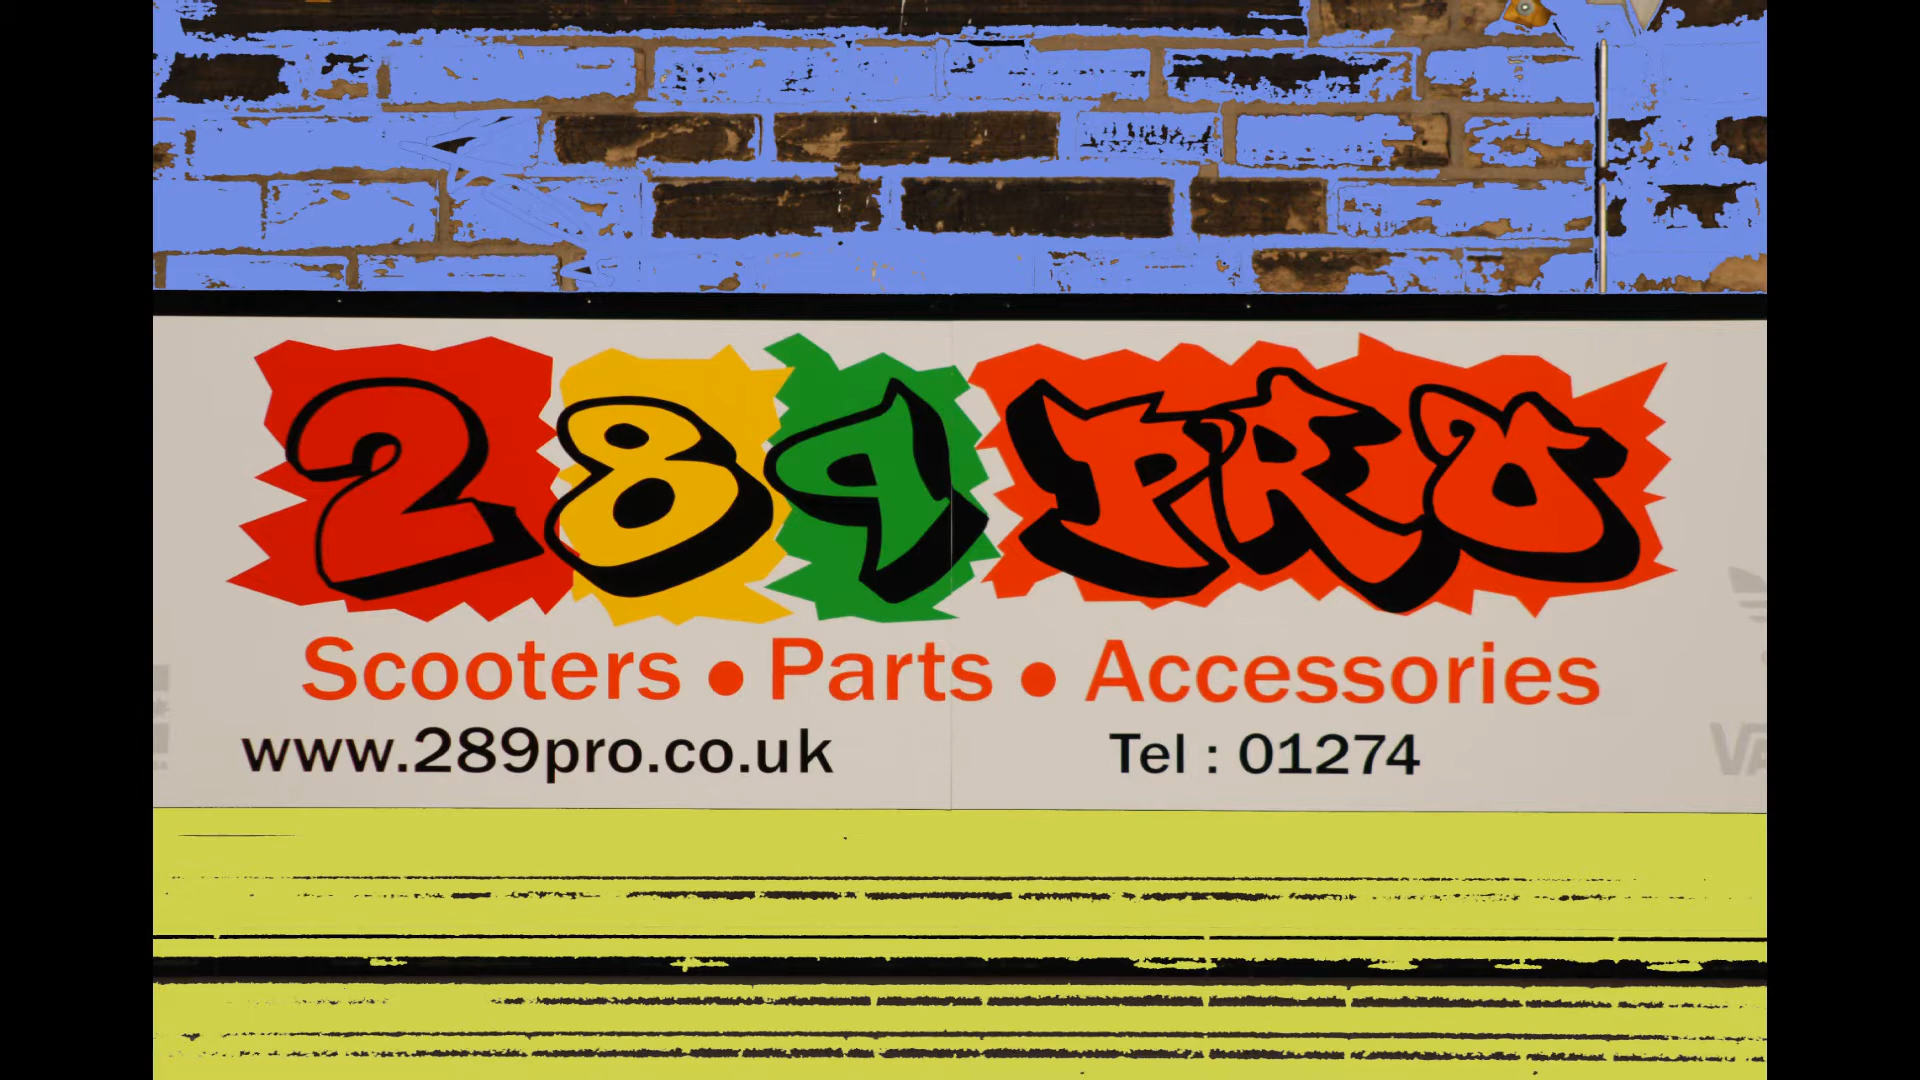 289 PRO
Scooters • Parts • Accessories
www.289pro.co.uk Tel : 01274